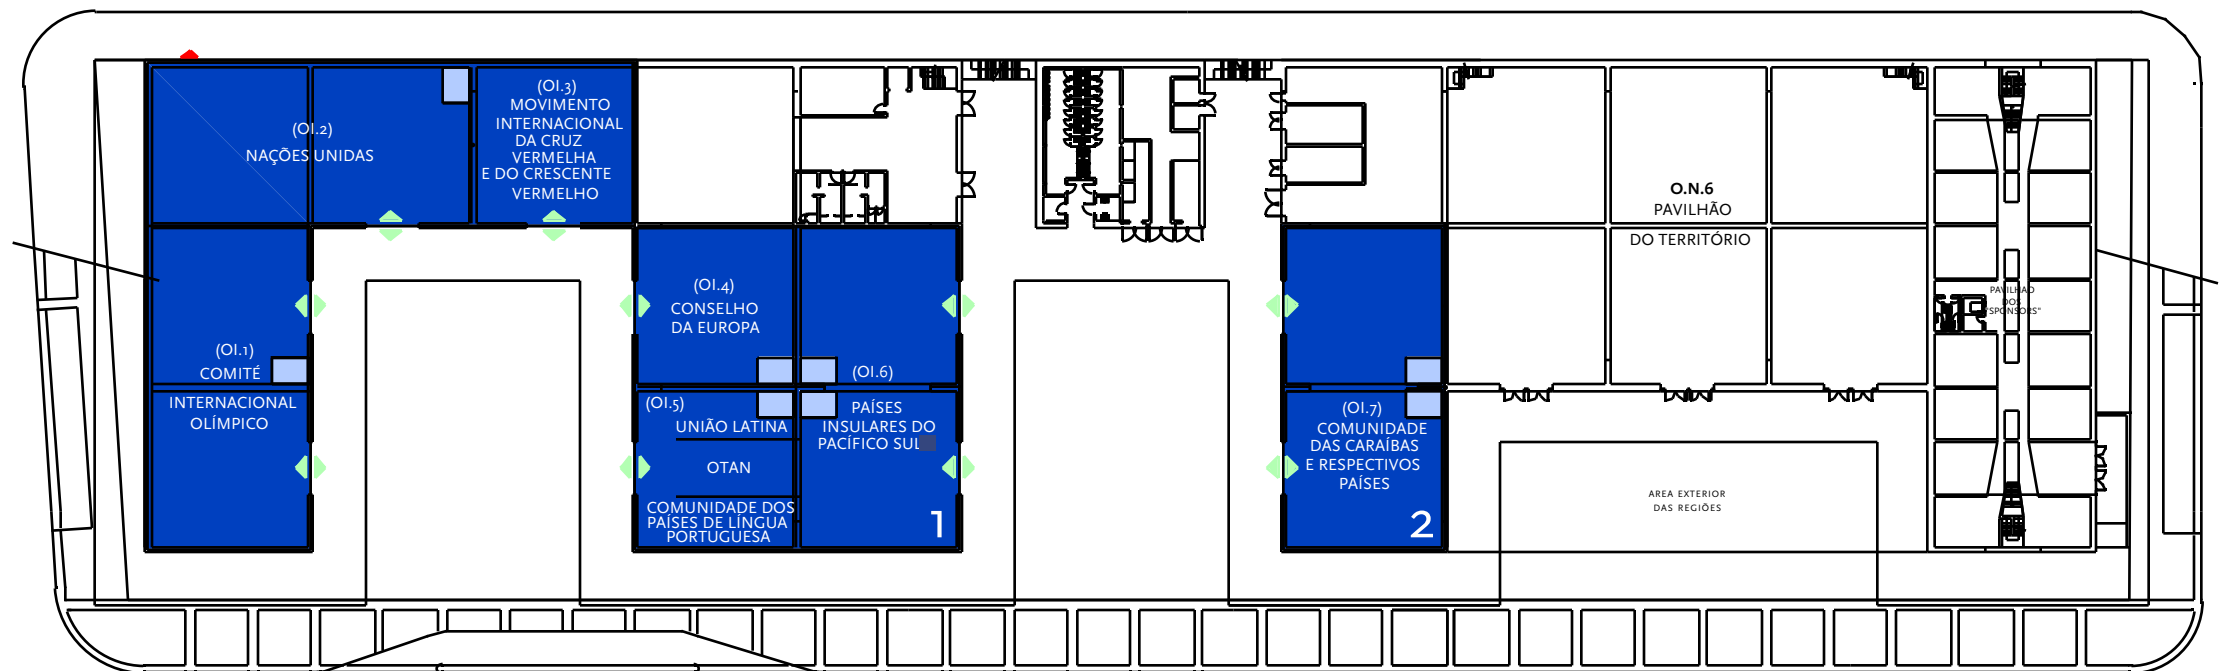 (OI.2)
NAÇÕES UNIDAS
(OI.3)
MOVIMENTO
INTERNACIONAL
DA CRUZ
VERMELHA
E DO CRESCENTE
VERMELHO
(OI.1)
COMITÉ
INTERNACIONAL
OLÍMPICO
(OI.4)
CONSELHO
DA EUROPA
(OI.5)
UNIÃO LATINA
OTAN
COMUNIDADE DOS
PAÍSES DE LÍNGUA
PORTUGUESA
(OI.6)
PAÍSES
INSULARES DO
PACÍFICO SUL
1
(OI.7)
COMUNIDADE
DAS CARAÍBAS
E RESPECTIVOS
PAÍSES
2
O.N.6
PAVILHÃO
DO TERRITÓRIO
AREA EXTERIOR
DAS REGIÕES
PAVILHAO
DOS
"SPONSORS"